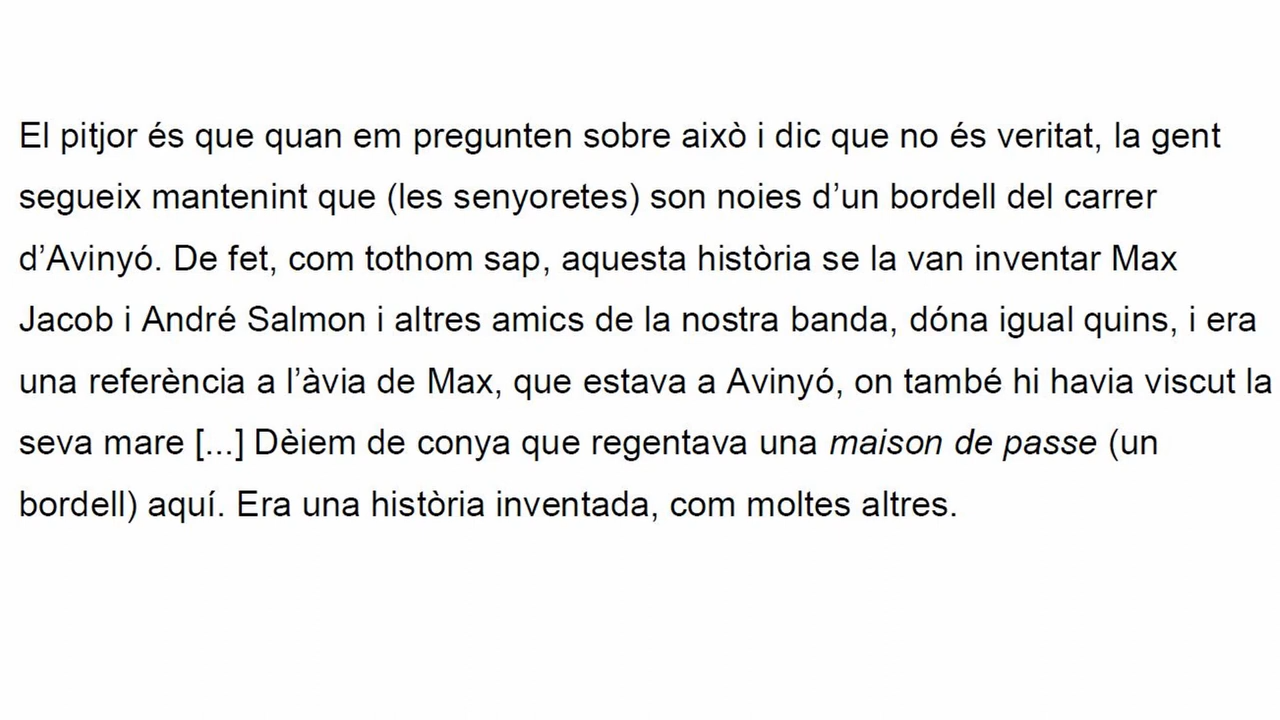 El pitjor és que quan em pregunten sobre això i dic que no és veritat, la gent
segueix mantenint que (les senyoretes) son noies d’un bordell del carrer
d’Avinyó. De fet, com tothom sap, aquesta història se la van inventar Max
Jacob i André Salmon i altres amics de la nostra banda, dóna igual quins, i era
una referència a l’àvia de Max, que estava a Avinyó, on també hi havia viscut la
seva mare [...] Dèiem de conya que regentava una maison de passe (un
bordell) aquí. Era una història inventada, com moltes altres.